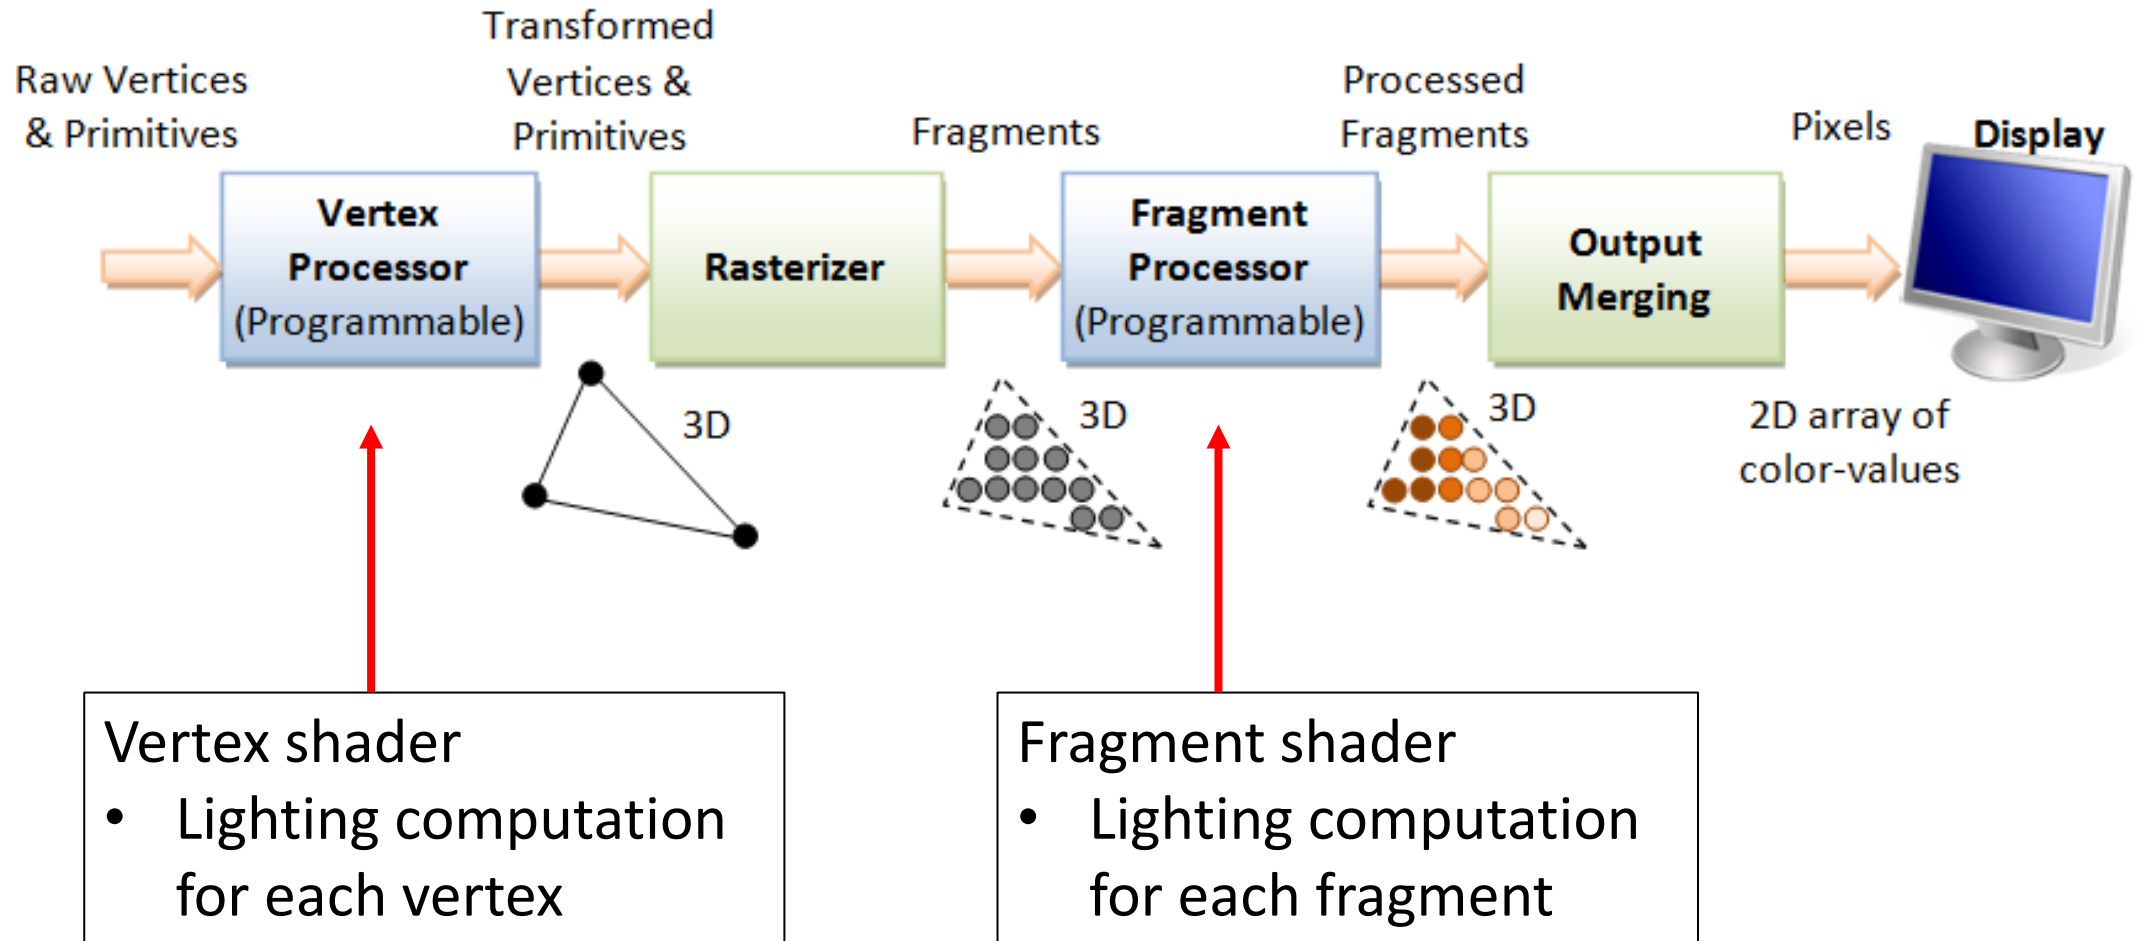 Raw Vertices
& Primitives
Transformed
Vertices &
Primitives
Fragments
Processed
Fragments
Pixels
Display
Vertex
Processor
(Programmable)
Rasterizer
Fragment
Processor
(Programmable)
Output
Merging
3D
3D
3D
2D array of
color-values
Vertex shader
• Lighting computation
for each vertex
Fragment shader
• Lighting computation
for each fragment